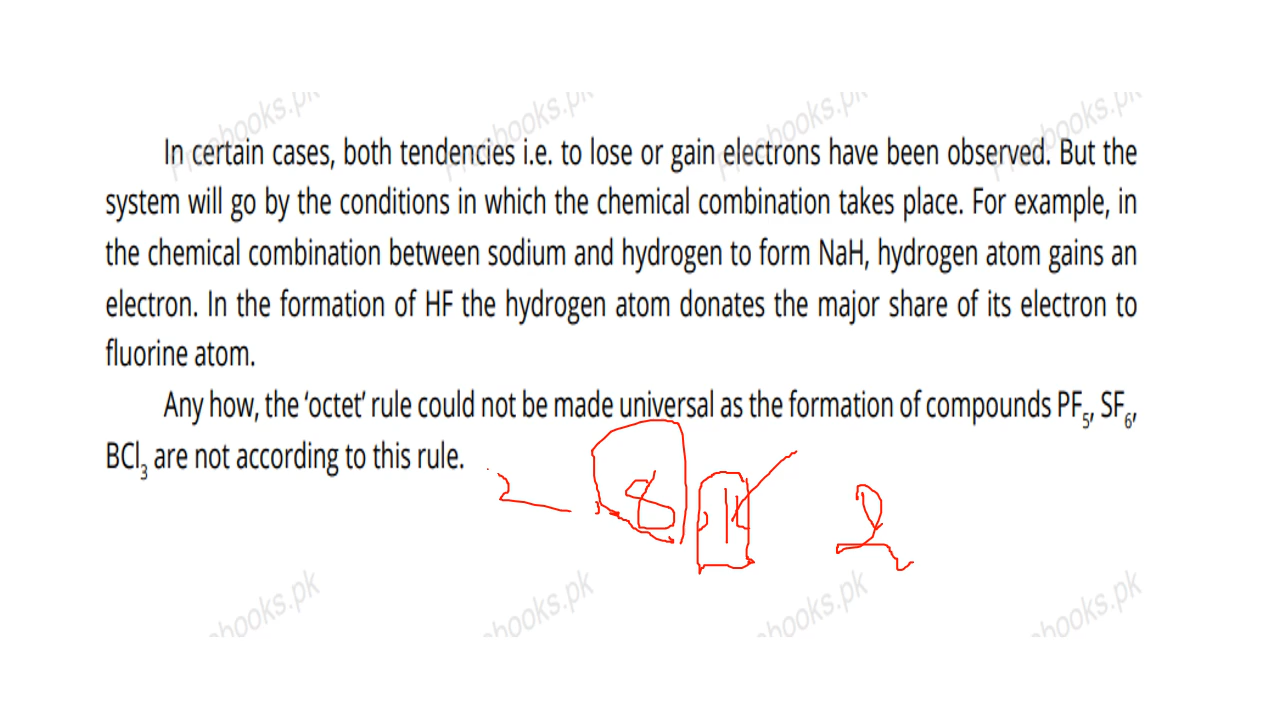 In certain cases, both tendencies i.e. to lose or gain electrons have been observed. But the
system will go by the conditions in which the chemical combination takes place. For example, in
the chemical combination between sodium and hydrogen to form NaH, hydrogen atom gains an
electron. In the formation of HF the hydrogen atom donates the major share of its electron to
fluorine atom.
Any how, the ‘octet’ rule could not be made universal as the formation of compounds PF₅, SF₆,
BCl₃ are not according to this rule.
2 8 2